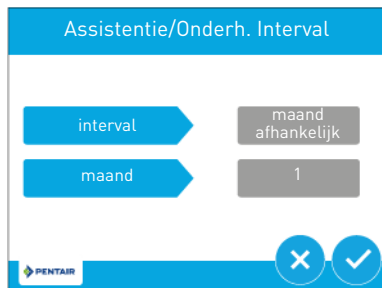 Assistentie/Onderh. Interval
interval
maand
afhankelijk
maand
1
PENTAIR